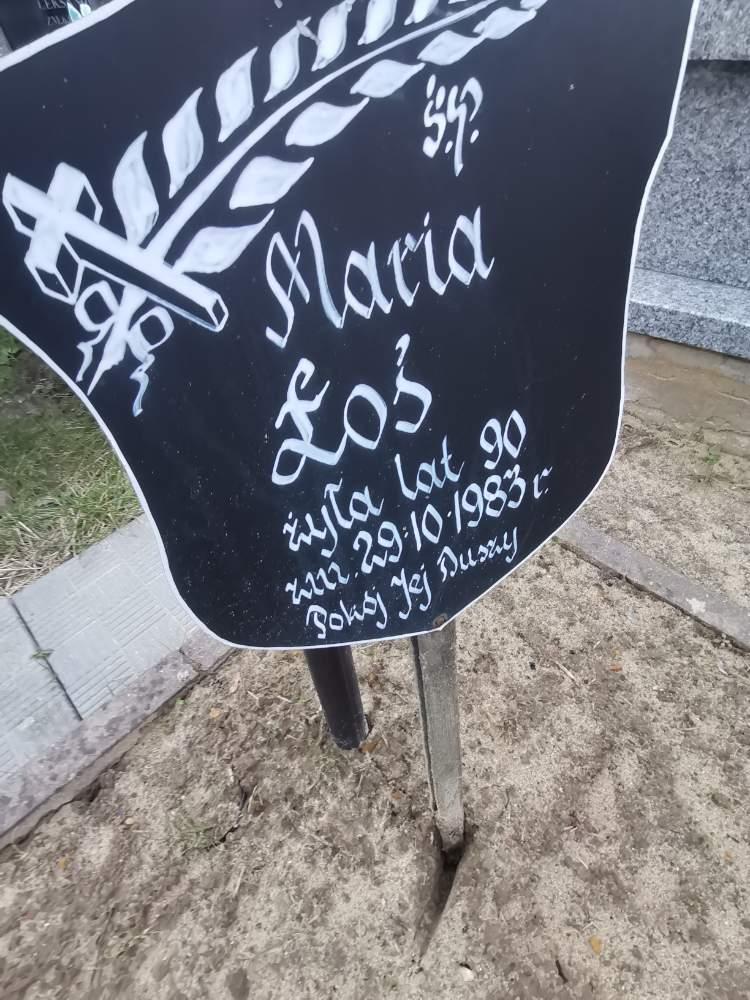 Ś.P.
Maria
Łoś
żyła lat 90
zm. 29.10.1983 r.
Pokój Jej Duszy